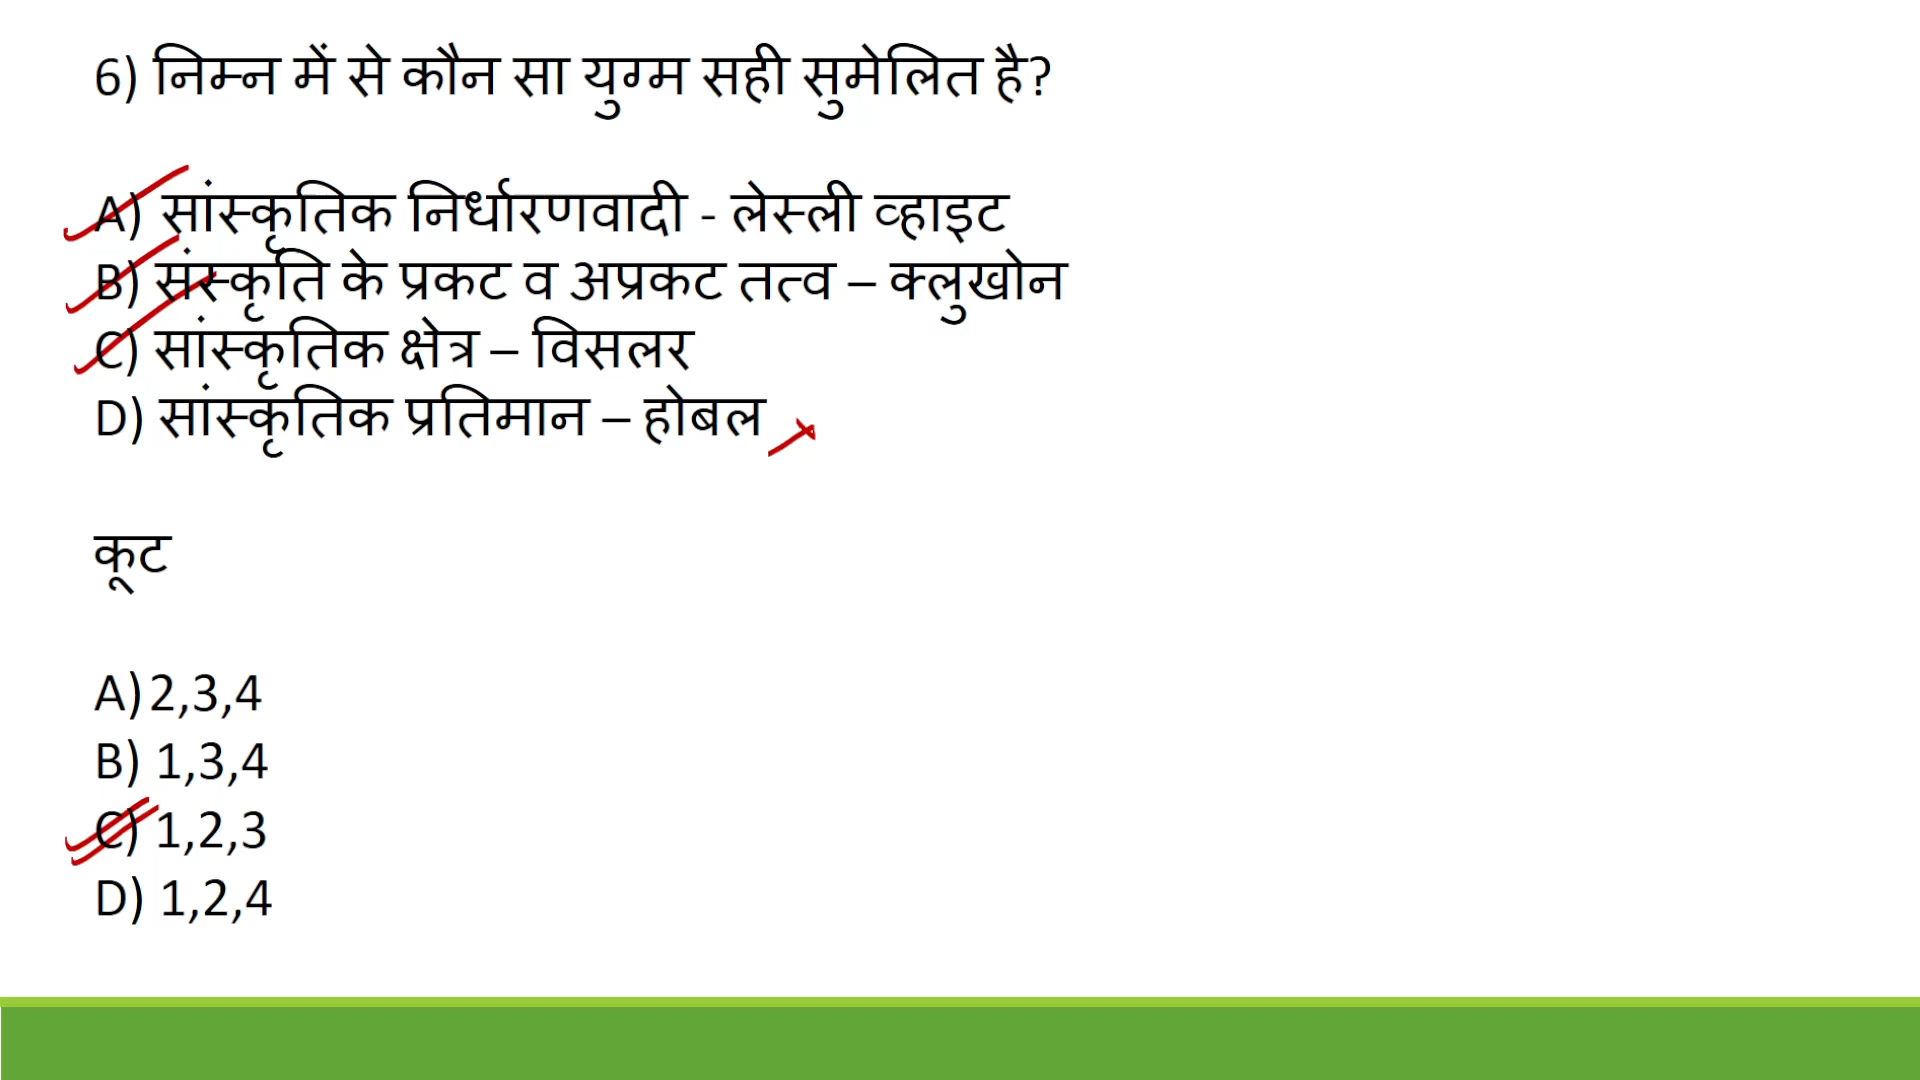 6) निम्न में से कौन सा युग्म सही सुमेलित है?
A) सांस्कृतिक निर्धारणवादी - लेस्ली व्हाइट
B) संस्कृति के प्रकट व अप्रकट तत्व – क्लुखोन
C) सांस्कृतिक क्षेत्र – विसलर
D) सांस्कृतिक प्रतिमान – होबल
कूट
A) 2,3,4
B) 1,3,4
C) 1,2,3
D) 1,2,4